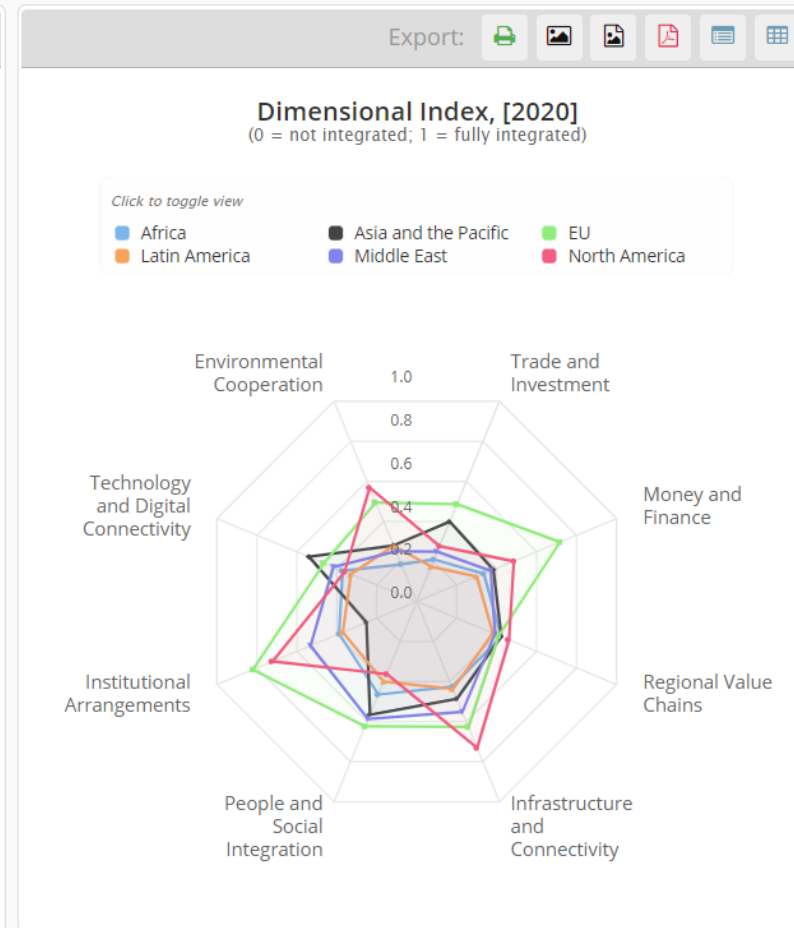 Export:
Dimensional Index, [2020]
(0 = not integrated; 1 = fully integrated)
Click to toggle view
Africa
Asia and the Pacific
EU
Latin America
Middle East
North America
Environmental
Cooperation
1.0
Trade and
Investment
0.8
0.6
Technology
and Digital
Connectivity
Money and
Finance
0.4
0.2
0.0
Institutional
Arrangements
Regional Value
Chains
People and
Social
Integration
Infrastructure
and
Connectivity